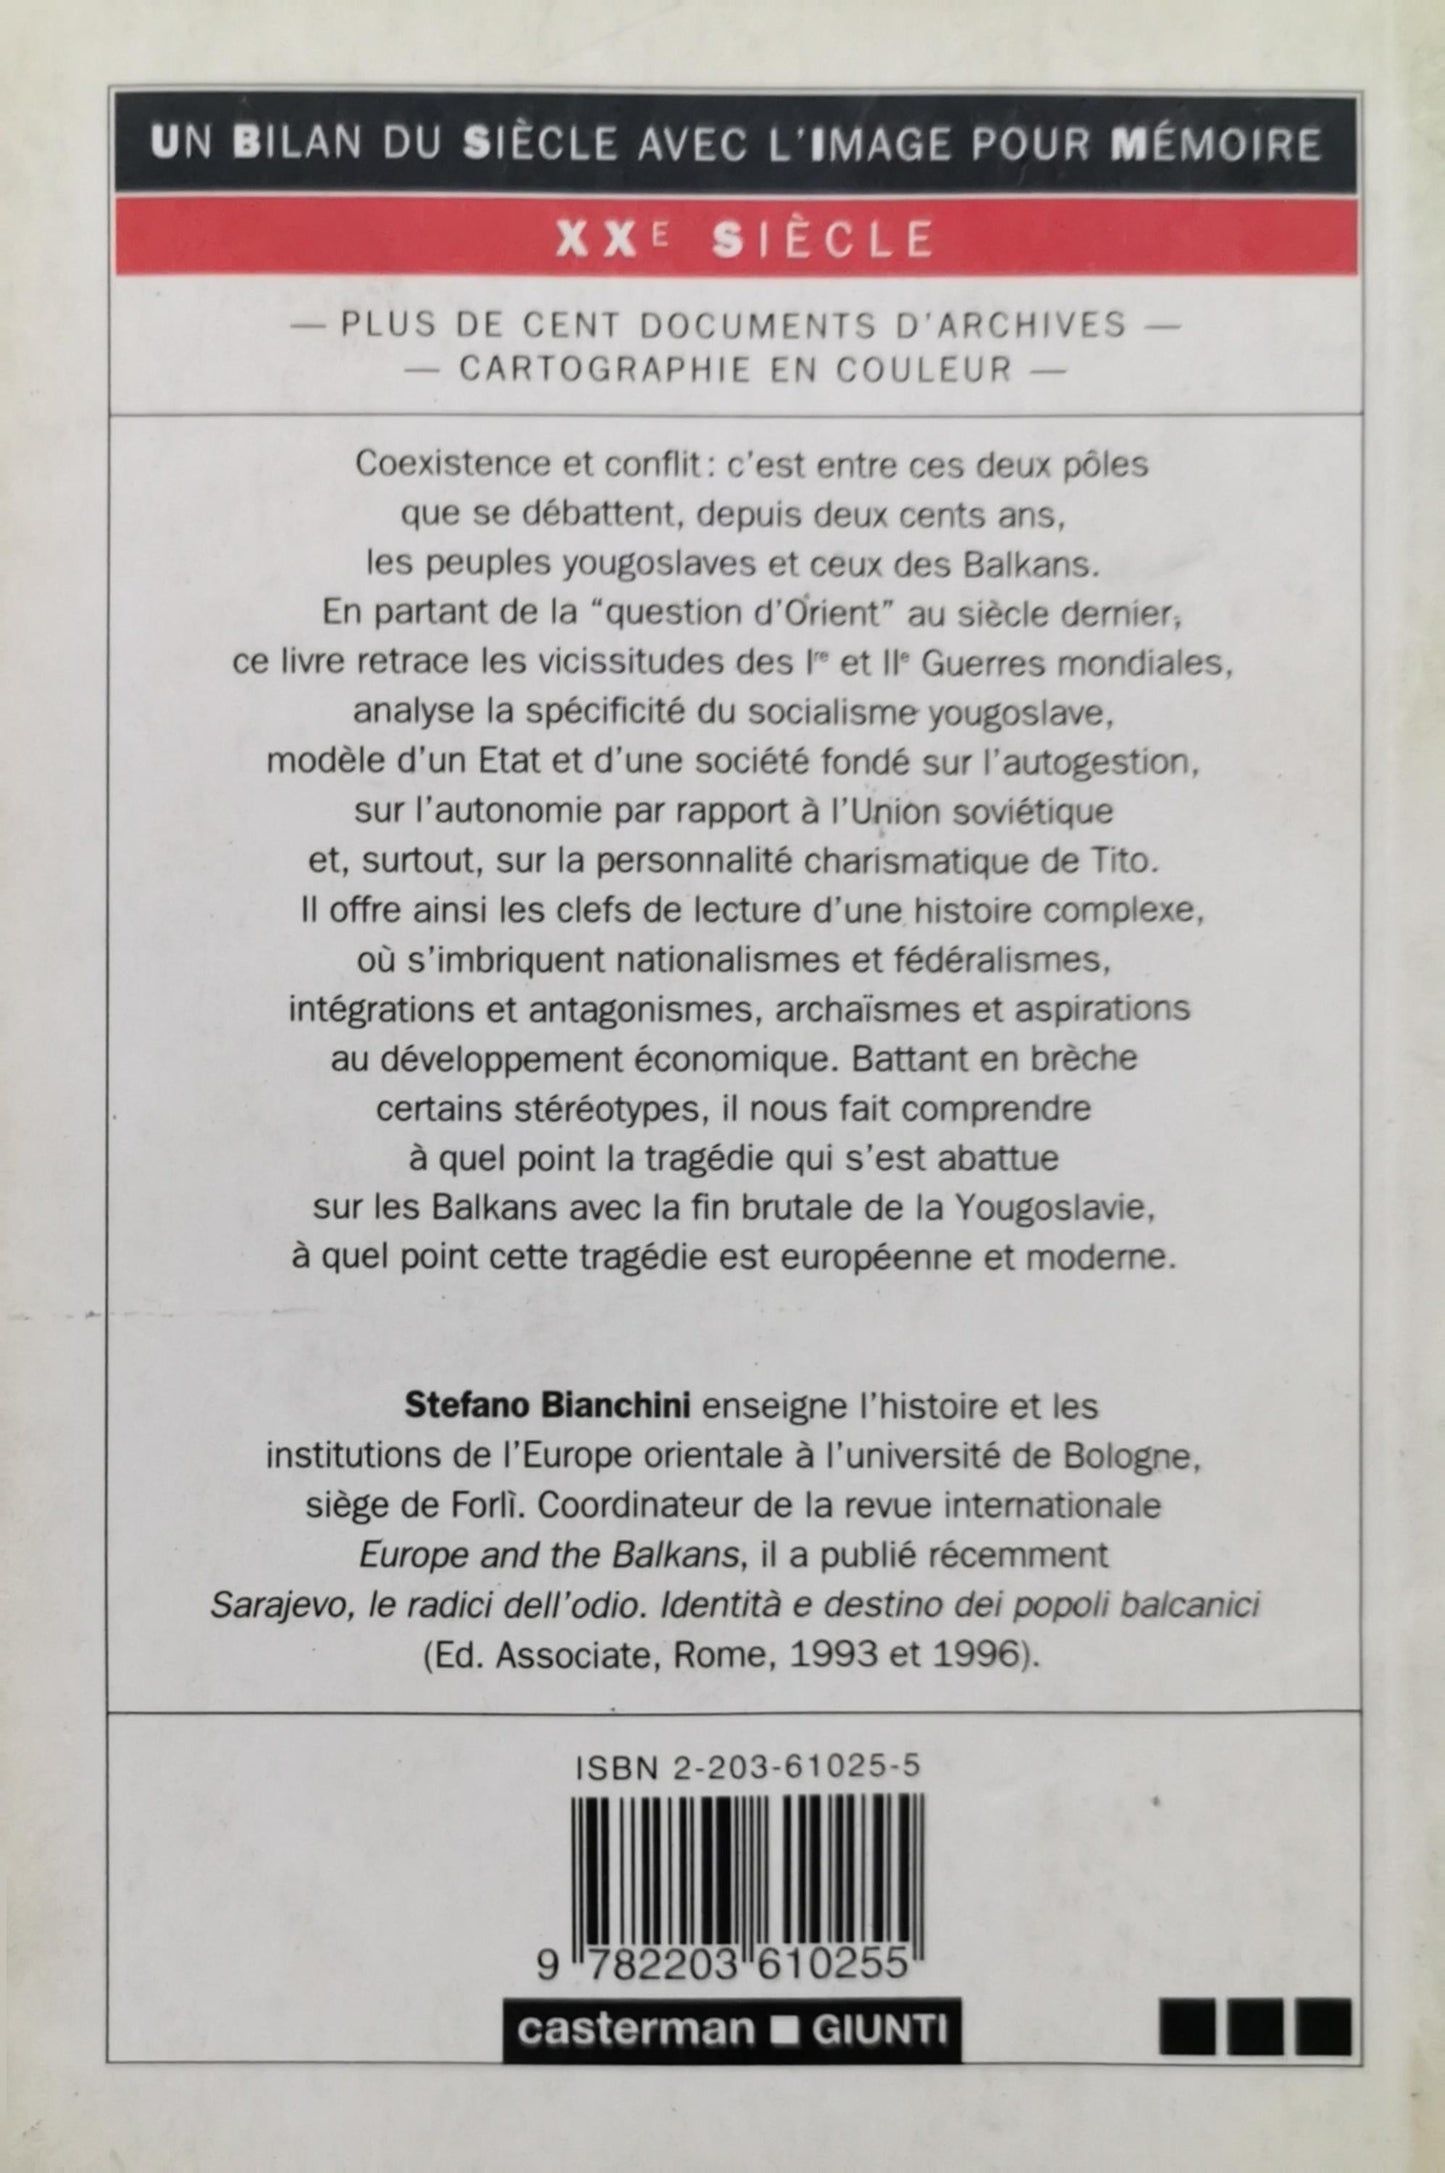 UN BILAN DU SIÈCLE AVEC L'IMAGE POUR MÉMOIRE
XXE SIÈCLE
— PLUS DE CENT DOCUMENTS D'ARCHIVES —
— CARTOGRAPHIE EN COULEUR —
Coexistence et conflit : c'est entre ces deux pôles
que se débattent, depuis deux cents ans,
les peuples yougoslaves et ceux des Balkans.
En partant de la “question d'Orient” au siècle dernier,
ce livre retrace les vicissitudes des Iʳᵉ et IIᵉ Guerres mondiales,
analyse la spécificité du socialisme yougoslave,
modèle d'un Etat et d'une société fondé sur l'autogestion,
sur l'autonomie par rapport à l'Union soviétique
et, surtout, sur la personnalité charismatique de Tito.
Il offre ainsi les clefs de lecture d'une histoire complexe,
où s'imbriquent nationalismes et fédéralismes,
intégrations et antagonismes, archaïsmes et aspirations
au développement économique. Battant en brèche
certains stéréotypes, il nous fait comprendre
à quel point la tragédie qui s'est abattue
sur les Balkans avec la fin brutale de la Yougoslavie,
à quel point cette tragédie est européenne et moderne.
Stefano Bianchini enseigne l'histoire et les
institutions de l'Europe orientale à l'université de Bologne,
siège de Forlì. Coordinateur de la revue internationale
Europe and the Balkans, il a publié récemment
Sarajevo, le radici dell'odio. Identità e destino dei popoli balcanici
(Ed. Associate, Rome, 1993 et 1996).
ISBN 2-203-61025-5
9 782203 610255
casterman GIUNTI